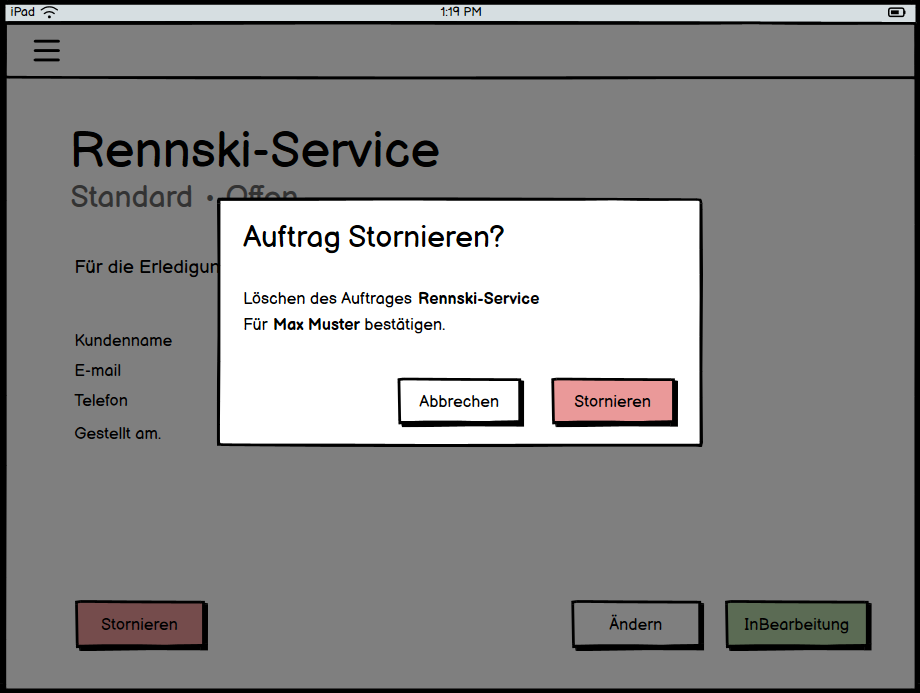 iPad 1:19 PM
Rennski-Service
Standard · Offen
Auftrag Stornieren?
Für die Erledigun
Löschen des Auftrages Rennski-Service
Für Max Muster bestätigen.
Kundenname
E-mail
Telefon
Gestellt am.
Abbrechen Stornieren
Stornieren Ändern InBearbeitung